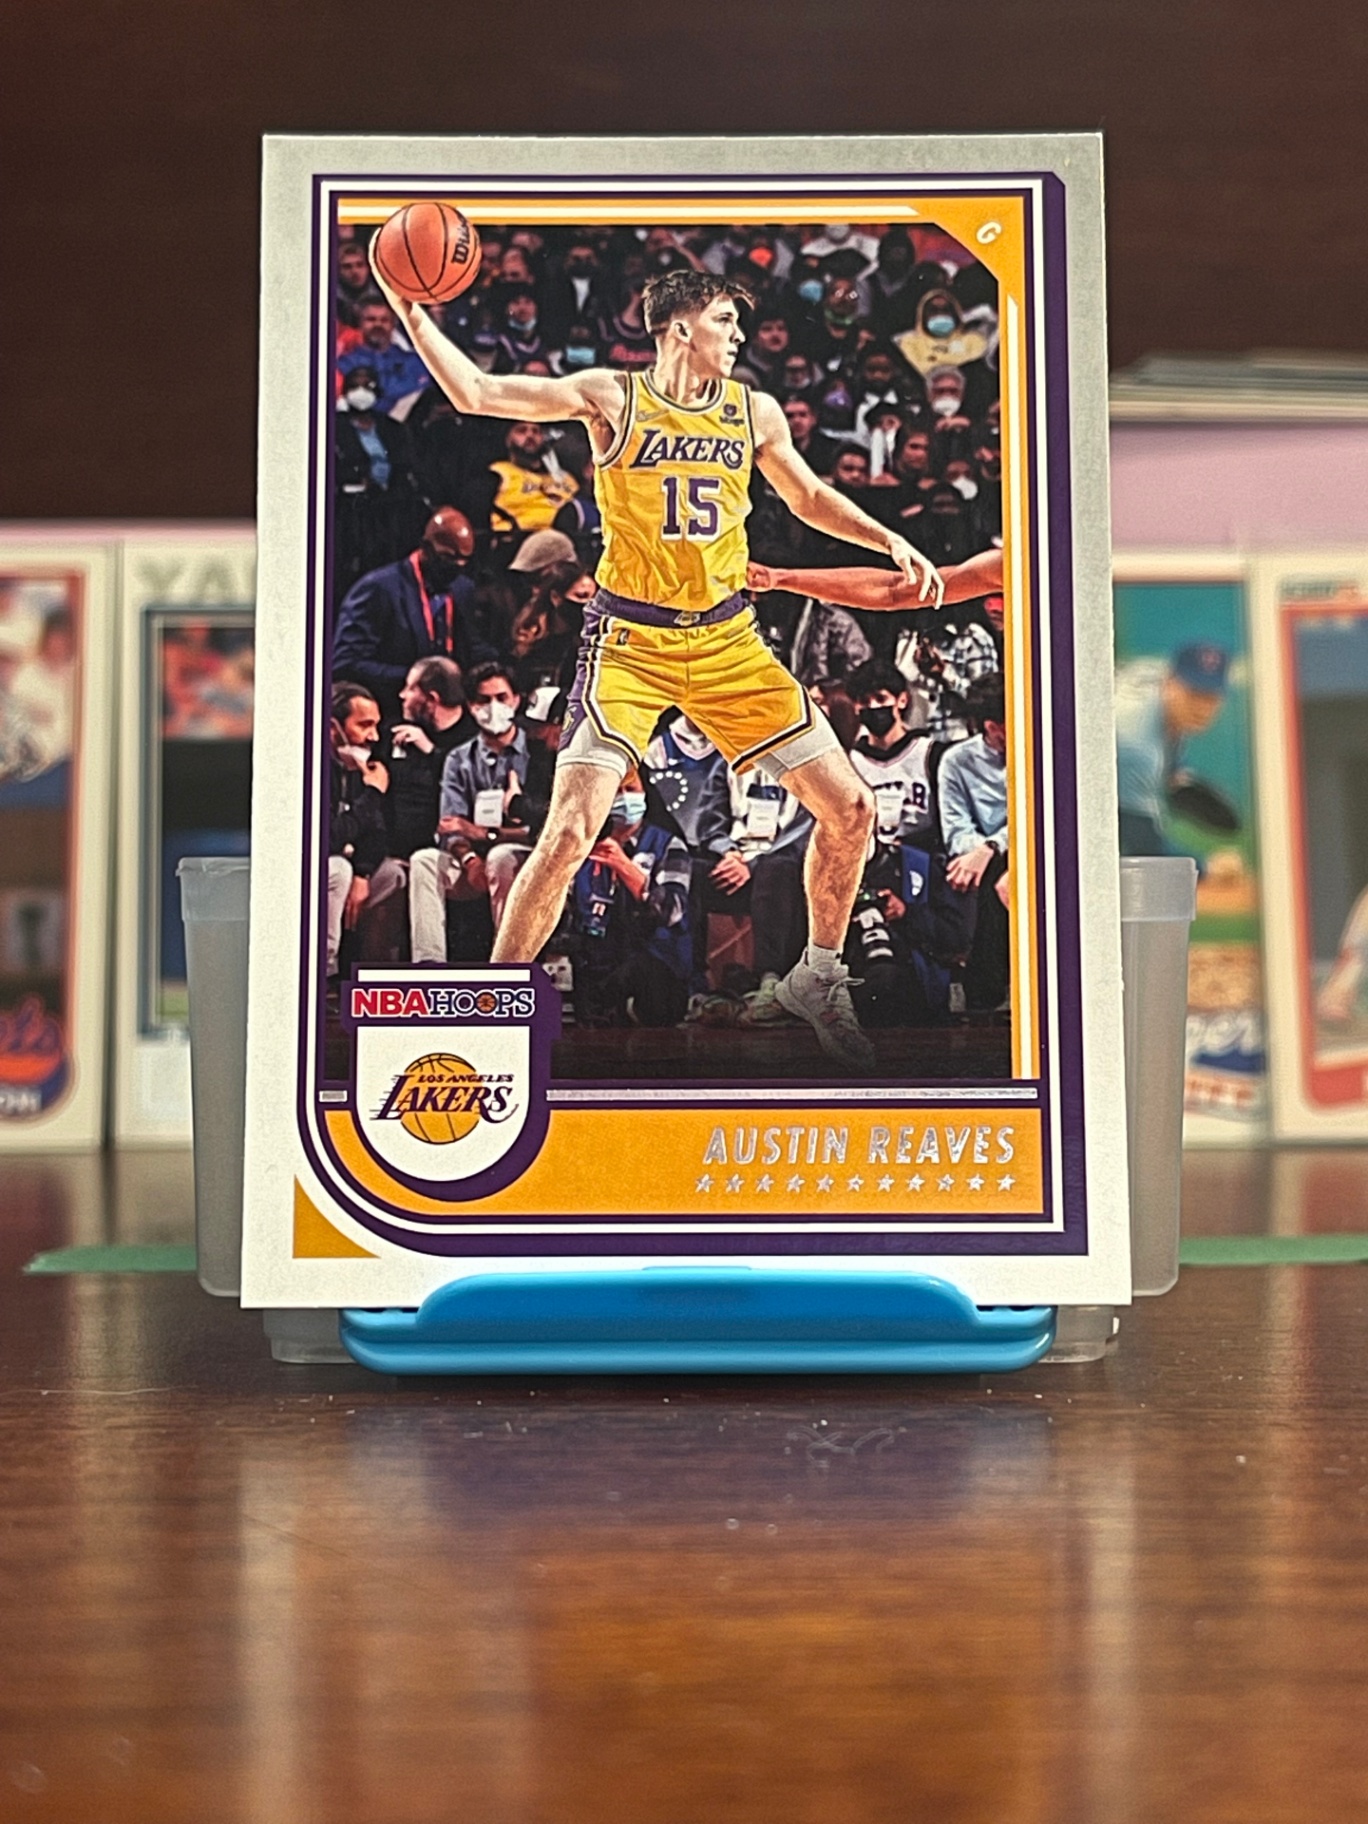 G
LAKERS
15
NBA HOOPS
LOS ANGELES
LAKERS
AUSTIN REAVES